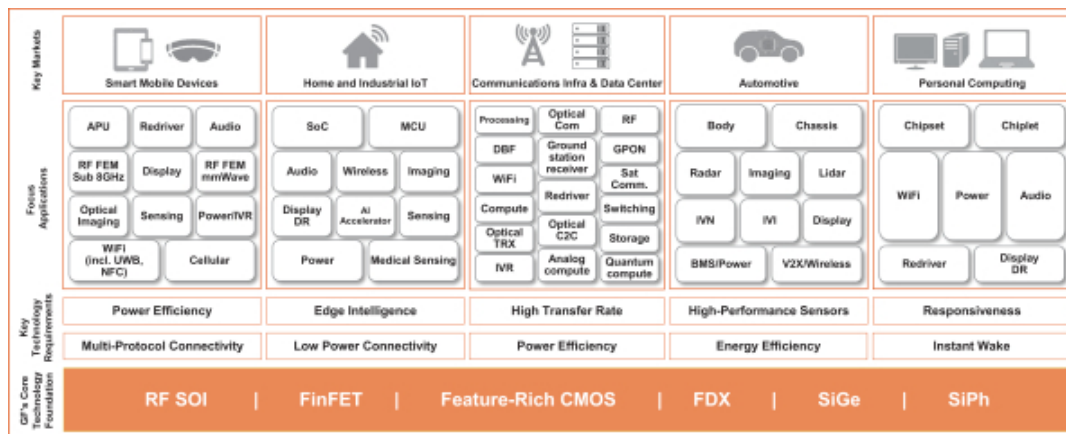 Key Markets
Smart Mobile Devices
Home and Industrial IoT
Communications Infra & Data Center
Automotive
Personal Computing
Focus
Applications
APU
Redriver
Audio
RF FEM
Sub 8GHz
Display
RF FEM
mmWave
Optical
Imaging
Sensing
Power/IVR
WiFi
(incl. UWB,
NFC)
Cellular
SoC
MCU
Audio
Wireless
Imaging
Display
DR
AI
Accelerator
Sensing
Power
Medical Sensing
Processing
Optical
Com
RF
DBF
Ground
station
receiver
GPON
WiFi
Sat
Comm.
Redriver
Compute
Switching
Optical
TRX
Optical
C2C
Storage
IVR
Analog
compute
Quantum
compute
Body
Chassis
Radar
Imaging
Lidar
IVN
IVI
Display
BMS/Power
V2X/Wireless
Chipset
Chiplet
WiFi
Power
Audio
Redriver
Display
DR
Key
Technology
Requirements
Power Efficiency
Edge Intelligence
High Transfer Rate
High-Performance Sensors
Responsiveness
Multi-Protocol Connectivity
Low Power Connectivity
Power Efficiency
Energy Efficiency
Instant Wake
GF's Core
Technology
Foundation
RF SOI | FinFET | Feature-Rich CMOS | FDX | SiGe | SiPh